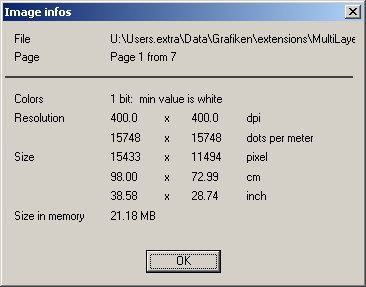 Image infos
File U:\Users.extra\Data\Grafiken\extensions\MultiLaye
Page Page 1 from 7
Colors 1 bit: min value is white
Resolution 400.0 x 400.0 dpi
15748 x 15748 dots per meter
Size 15433 x 11494 pixel
98.00 x 72.99 cm
38.58 x 28.74 inch
Size in memory 21.18 MB
OK